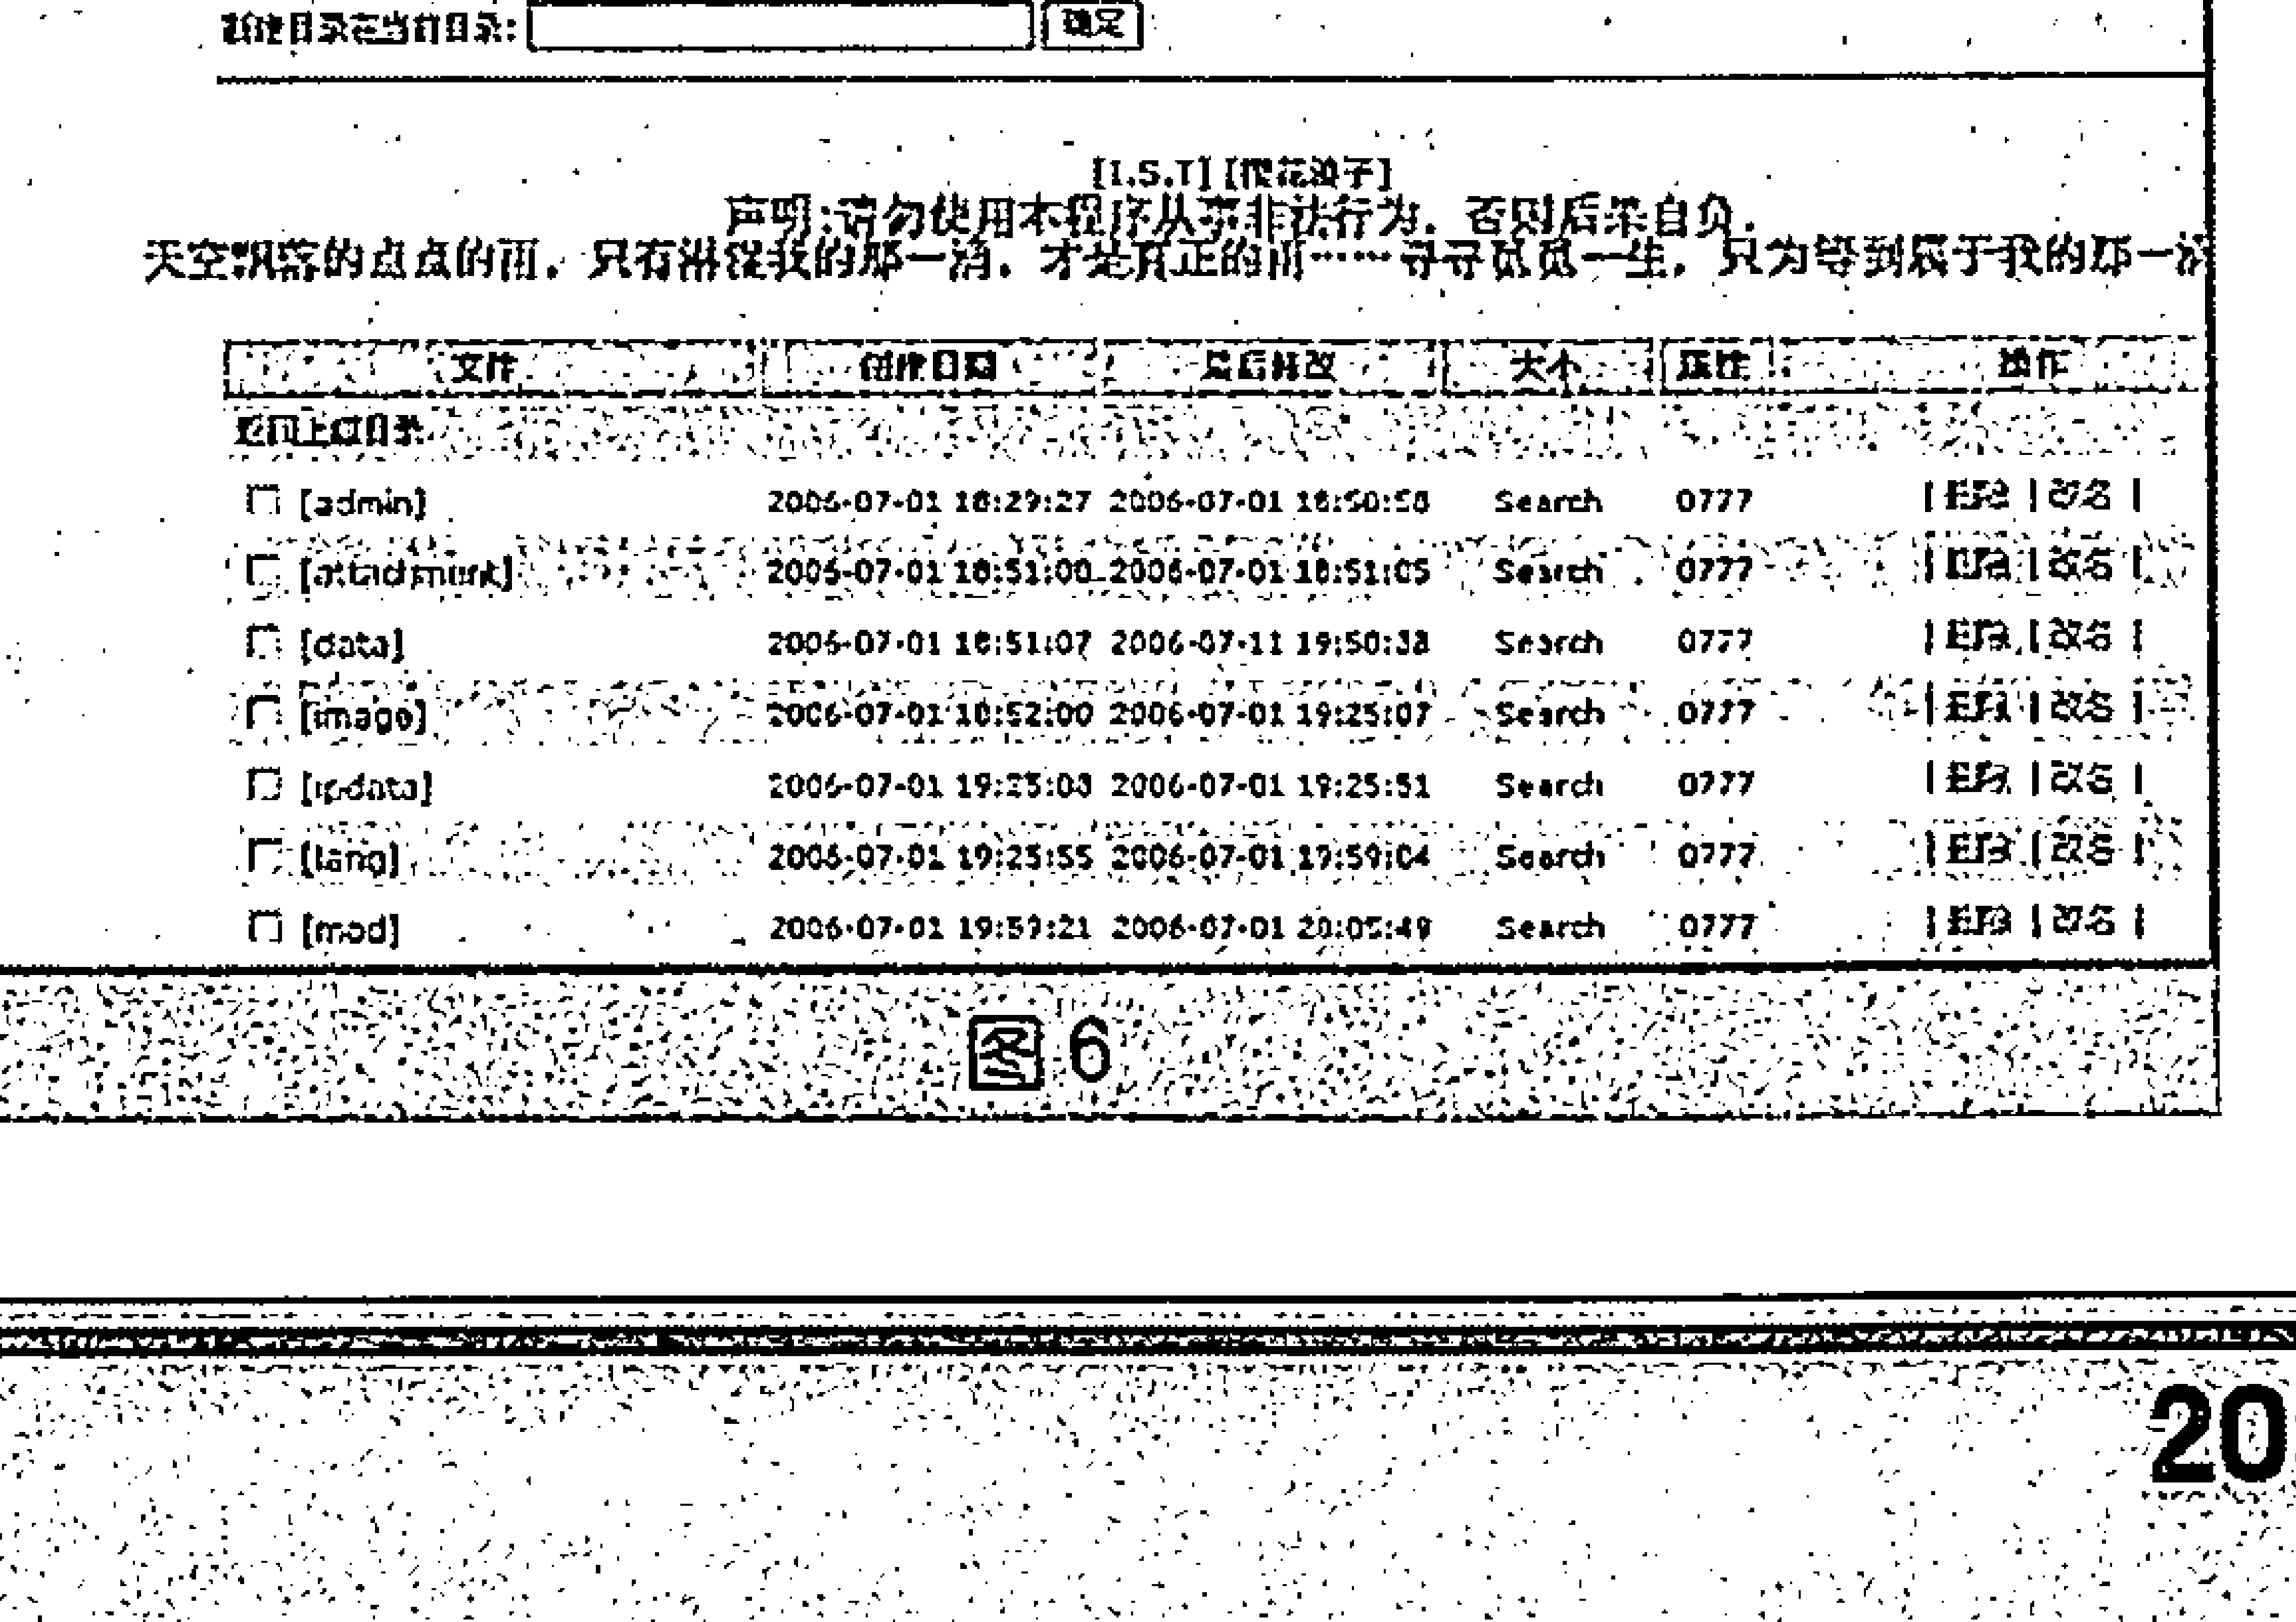 新建目录在当前目录: 确定
[I.S.T] [樱花浪子]
声明:请勿使用本程序从事非法行为，否则后果自负.
天空飘落的点点的雨，只有淋湿我的那一滴，才是真正的雨……寻寻觅觅一生，只为等到属于我的那一滴
文件 创建日期 最后修改 大小 属性 操作
返回上级目录
[admin] 2006-07-01 18:29:27 2006-07-01 18:50:58 Search 0777 | 删除 | 改名 |
[attachment] 2006-07-01 18:51:00 2006-07-01 18:51:05 Search 0777 | 删除 | 改名 |
[data] 2006-07-01 18:51:07 2006-07-11 19:50:38 Search 0777 | 删除 | 改名 |
[image] 2006-07-01 18:52:00 2006-07-01 19:25:07 Search 0777 | 删除 | 改名 |
[ipdata] 2006-07-01 19:25:08 2006-07-01 19:25:51 Search 0777 | 删除 | 改名 |
[lang] 2006-07-01 19:25:55 2006-07-01 19:59:04 Search 0777 | 删除 | 改名 |
[mod] 2006-07-01 19:59:21 2006-07-01 20:05:49 Search 0777 | 删除 | 改名 |
图 6
20